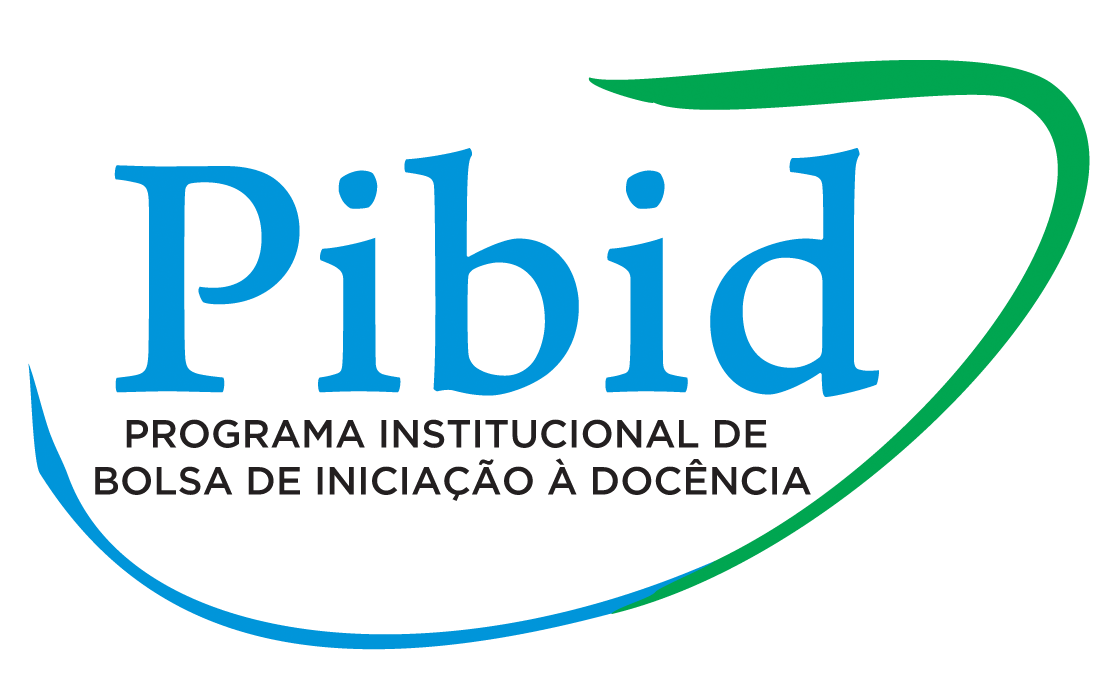 Pibid
PROGRAMA INSTITUCIONAL DE
BOLSA DE INICIAÇÃO À DOCÊNCIA